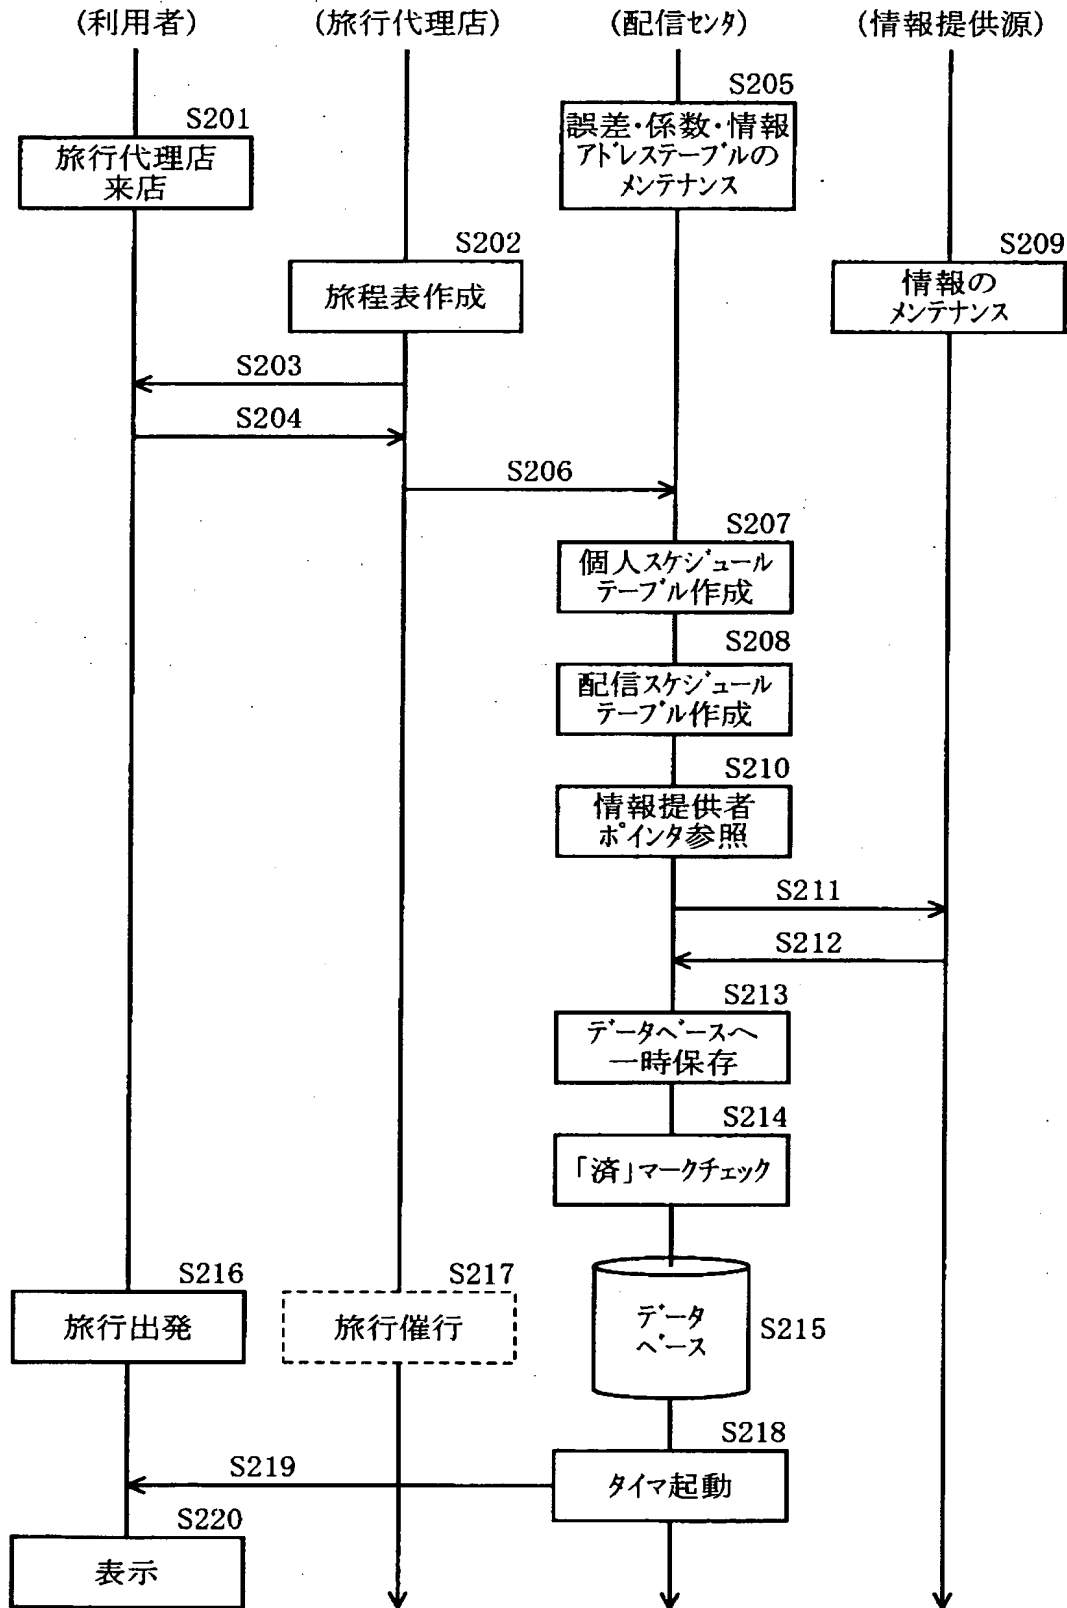 (利用者)
(旅行代理店)
(配信センタ)
(情報提供源)
S205
誤差・係数・情報
アドレステーブルの
メンテナンス
S201
旅行代理店
来店
S202
旅程表作成
S209
情報の
メンテナンス
S203
S204
S206
S207
個人スケジュール
テーブル作成
S208
配信スケジュール
テーブル作成
S210
情報提供者
ポインタ参照
S211
S212
S213
データベースへ
一時保存
S214
「済」マークチェック
S216
旅行出発
S217
旅行催行
データ
ベース
S215
S218
タイマ起動
S219
S220
表示